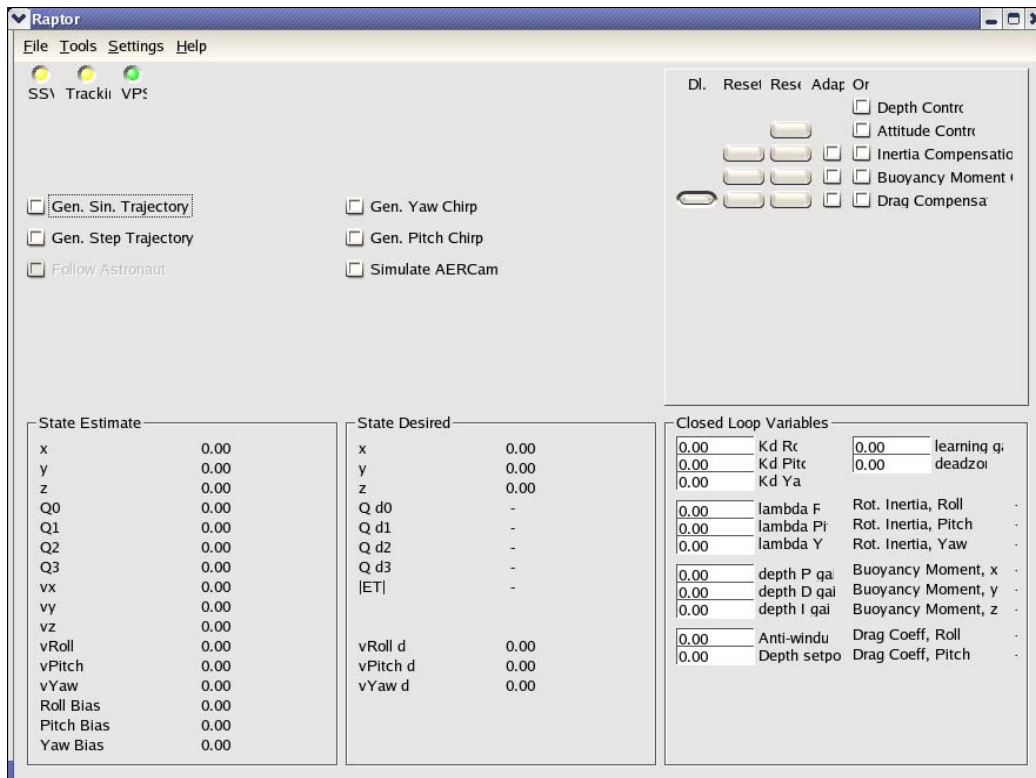 Raptor
File Tools Settings Help
SSV Trackin VPS
Dl. Reset Rese Adap Or
Depth Contro
Attitude Contro
Inertia Compensatio
Buoyancy Moment
Drag Compensa
Gen. Sin. Trajectory Gen. Yaw Chirp
Gen. Step Trajectory Gen. Pitch Chirp
Follow Astronaut Simulate AERCam
State Estimate
x 0.00
y 0.00
z 0.00
Q0 0.00
Q1 0.00
Q2 0.00
Q3 0.00
vx 0.00
vy 0.00
vz 0.00
vRoll 0.00
vPitch 0.00
vYaw 0.00
Roll Bias 0.00
Pitch Bias 0.00
Yaw Bias 0.00
State Desired
x 0.00
y 0.00
z 0.00
Q d0 -
Q d1 -
Q d2 -
Q d3 -
|ET| -
vRoll d 0.00
vPitch d 0.00
vYaw d 0.00
Closed Loop Variables
0.00 Kd Ro 0.00 learning ga
0.00 Kd Pitc 0.00 deadzo
0.00 Kd Ya
0.00 lambda R Rot. Inertia, Roll -
0.00 lambda Pi Rot. Inertia, Pitch -
0.00 lambda Y Rot. Inertia, Yaw -
0.00 depth P gai Buoyancy Moment, x -
0.00 depth D gai Buoyancy Moment, y -
0.00 depth I gai Buoyancy Moment, z -
0.00 Anti-windu Drag Coeff, Roll -
0.00 Depth setpo Drag Coeff, Pitch -